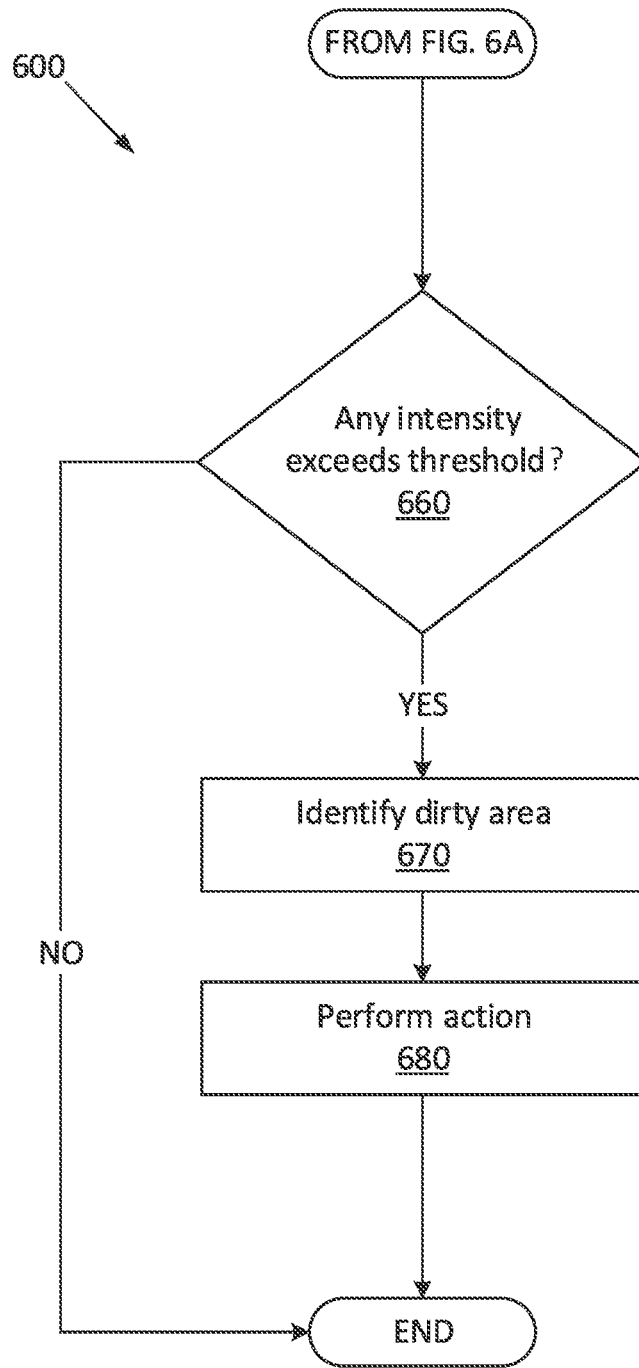 FROM FIG. 6A
600
Any intensity
exceeds threshold?
660
YES
Identify dirty area
670
NO
Perform action
680
END